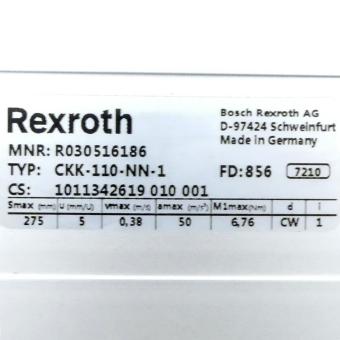 Rexroth
Bosch Rexroth AG
D-97424 Schweinfurt
Made in Germany
MNR: R030516186
TYP: CKK-110-NN-1 FD: 856 7210
CS: 1011342619 010 001
Smax (mm) u (mm/U) vmax (m/s) amax (m/s²) M1max(Nm) d i
275 5 0,38 50 6,76 CW 1